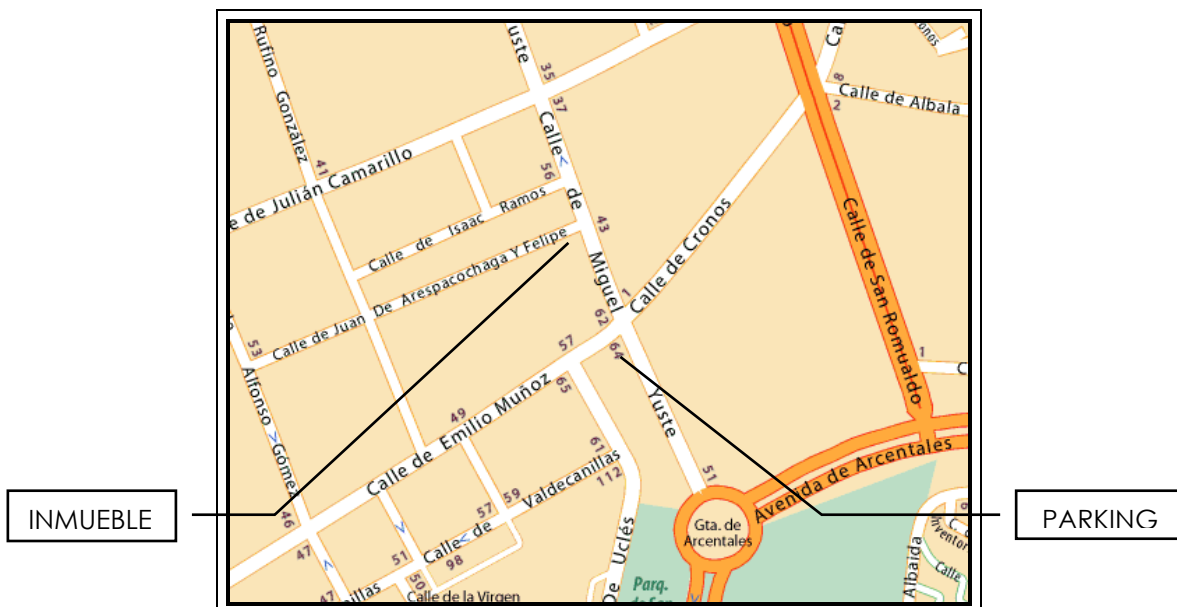 Rufino González
Yuste
35
37
Calle de Miguel Yuste
8
2
Calle de Albala
41
e de Julián Camarillo
56
Calle de Isaac Ramos
43
Calle de Juan De Arespacochaga Y Felipe
Calle de Cronos
1
Calle de San Romualdo
62
64
57
53
Alfonso Gómez
65
49
Calle de Emilio Muñoz
1
C
61
112
51
Avenida de Arcentales
59
57
Calle de Valdecanillas
INMUEBLE
46
47
51
98
50
Gta. de
Arcentales
PARKING
De Uclés
Parq.
Albaida
Inventor
Calle
47
illas
Calle de la Virgen